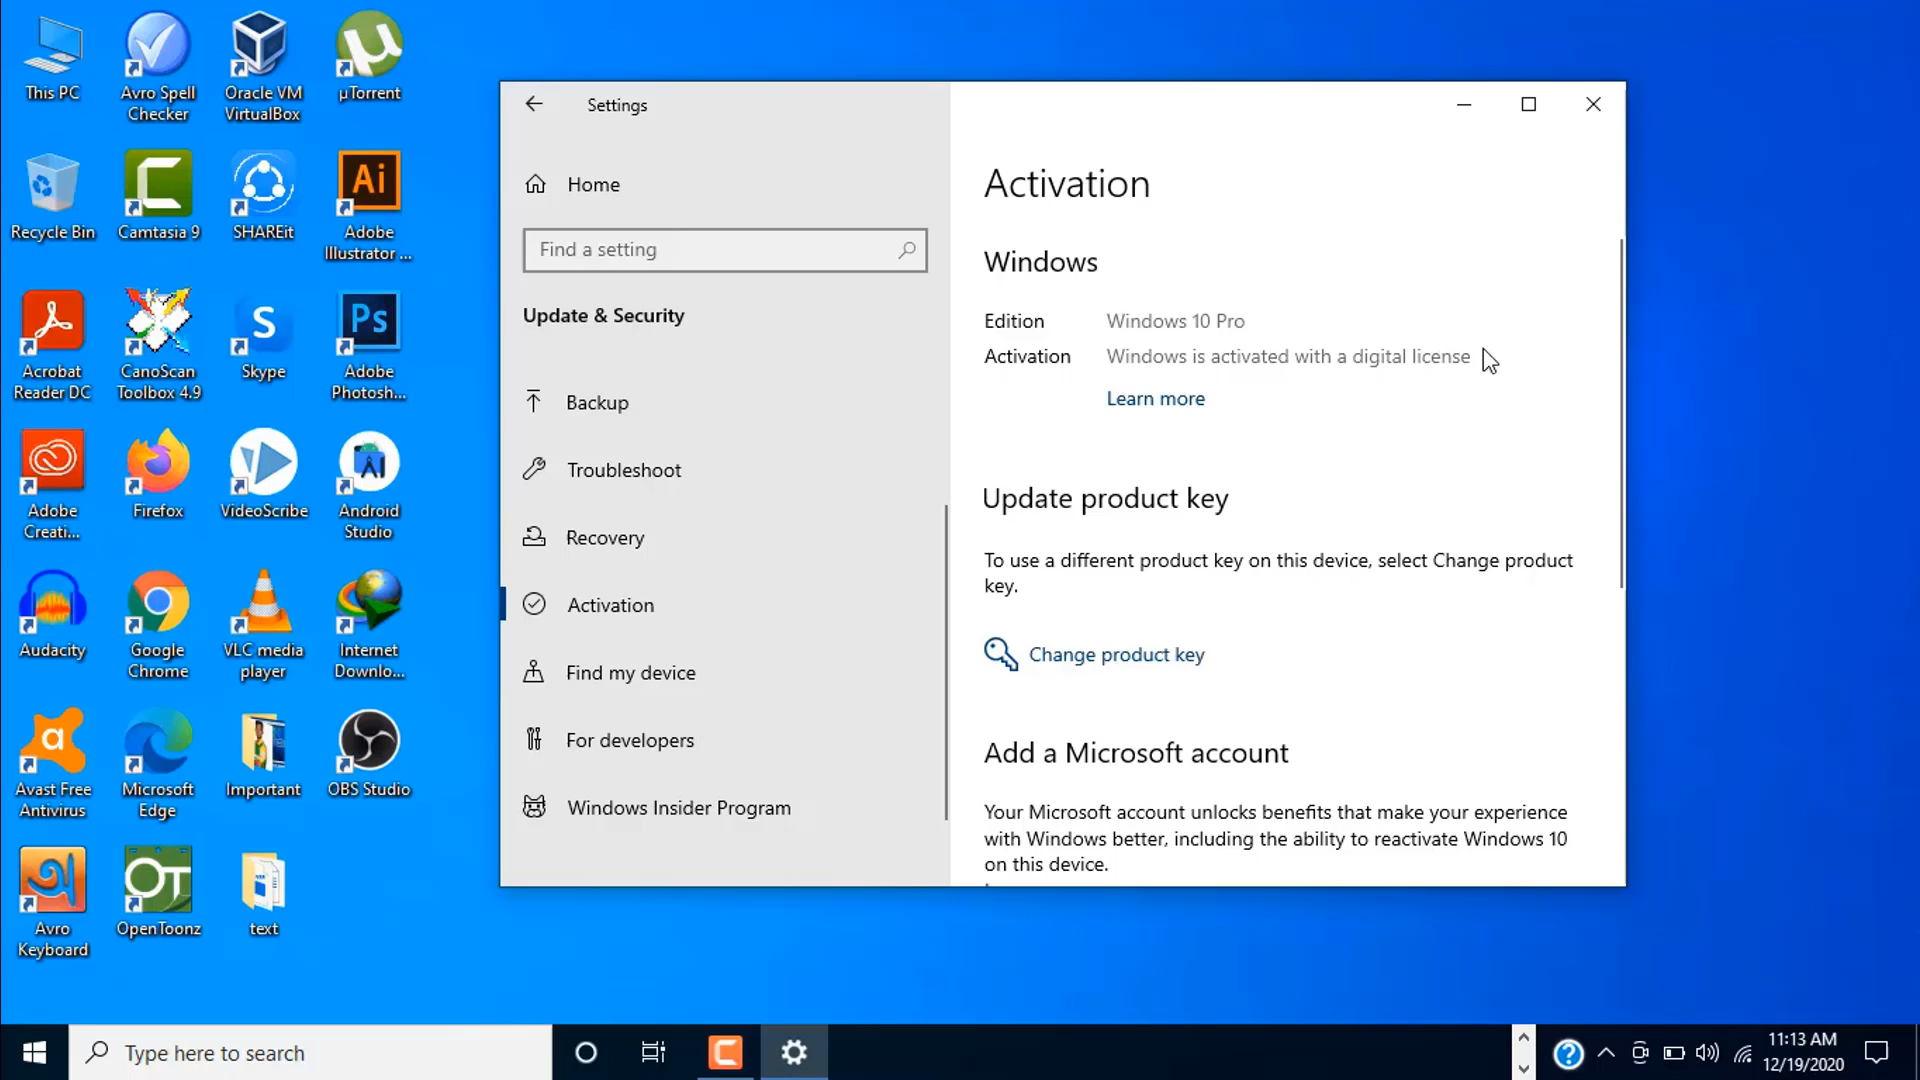 This PC
Avro Spell
Checker
Oracle VM
VirtualBox
µTorrent
Recycle Bin
Camtasia 9
SHAREit
Ai
Adobe
Illustrator ...
Acrobat
Reader DC
CanoScan
Toolbox 4.9
S
Skype
Ps
Adobe
Photosh...
Adobe
Creati...
Firefox
VideoScribe
Android
Studio
Audacity
Google
Chrome
VLC media
player
Internet
Downlo...
Avast Free
Antivirus
Microsoft
Edge
Important
OBS Studio
Avro
Keyboard
OT
OpenToonz
text
Settings
Home
Find a setting
Update & Security
Backup
Troubleshoot
Recovery
Activation
Find my device
For developers
Windows Insider Program
Activation
Windows
Edition Windows 10 Pro
Activation Windows is activated with a digital license
Learn more
Update product key
To use a different product key on this device, select Change product
key.
Change product key
Add a Microsoft account
Your Microsoft account unlocks benefits that make your experience
with Windows better, including the ability to reactivate Windows 10
on this device.
Type here to search
11:13 AM
12/19/2020